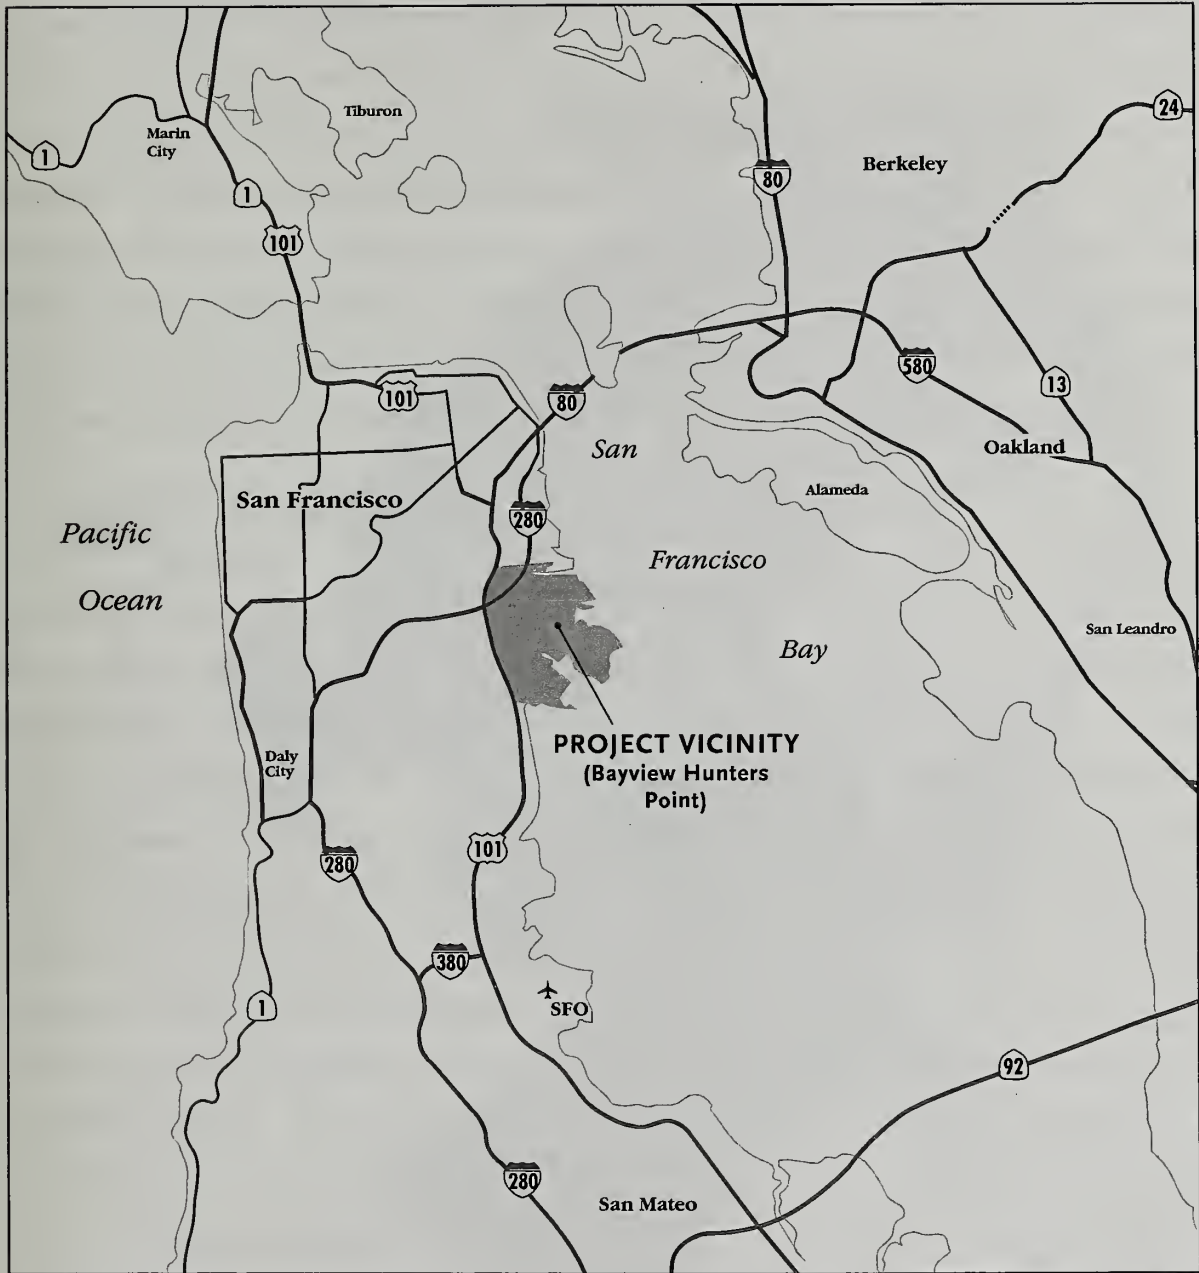 24
Tiburon
Marin
City
1
Berkeley
80
1
101
580
13
101
80
San
Oakland
Alameda
San Francisco
280
Pacific
Francisco
Ocean
San Leandro
Bay
PROJECT VICINITY
(Bayview Hunters
Point)
Daly
City
101
280
380
SFO
1
92
280
San Mateo